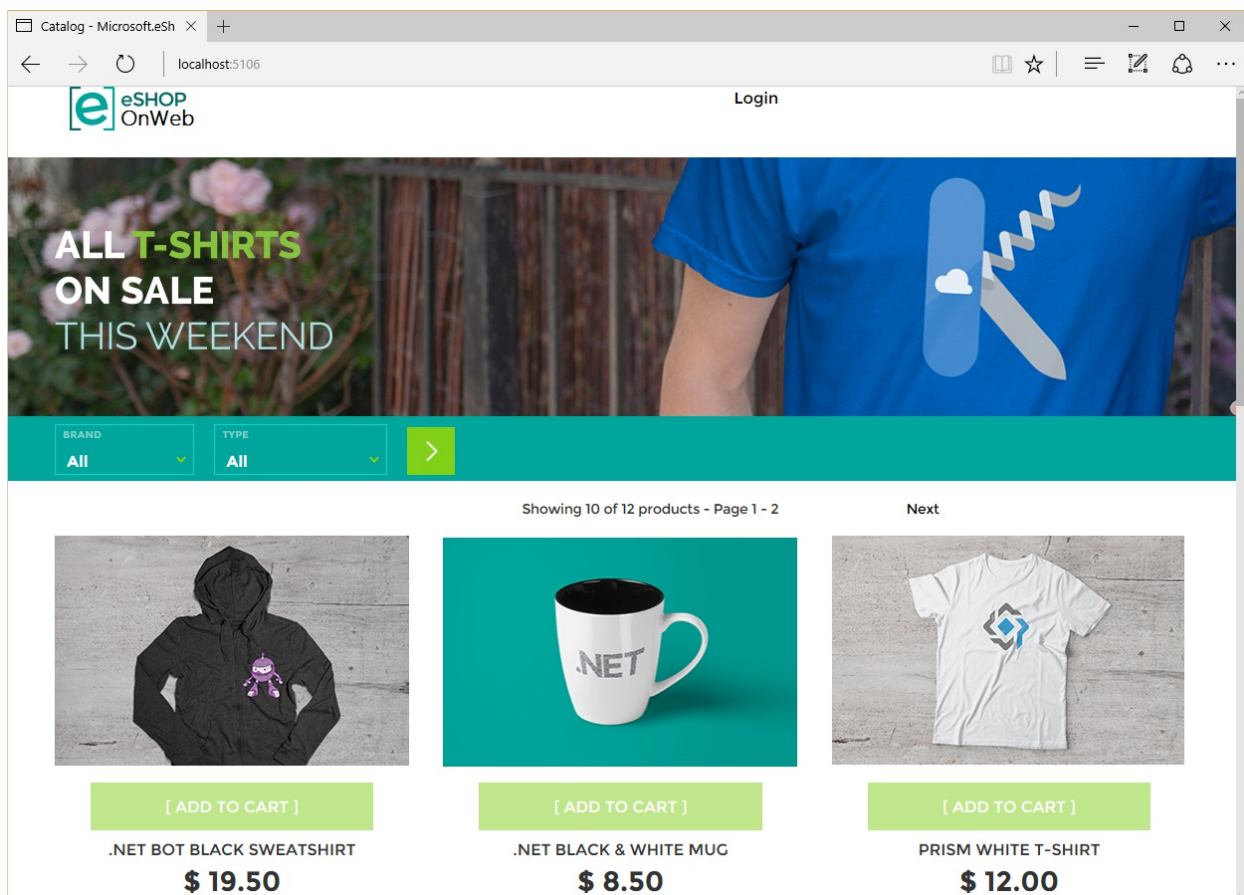 Catalog - Microsoft.eSh
localhost:5106
e eSHOP
OnWeb
Login
ALL T-SHIRTS
ON SALE
THIS WEEKEND
BRAND
All
TYPE
All
Showing 10 of 12 products - Page 1 - 2
Next
.NET
[ ADD TO CART ]
[ ADD TO CART ]
[ ADD TO CART ]
.NET BOT BLACK SWEATSHIRT
.NET BLACK & WHITE MUG
PRISM WHITE T-SHIRT
$ 19.50
$ 8.50
$ 12.00